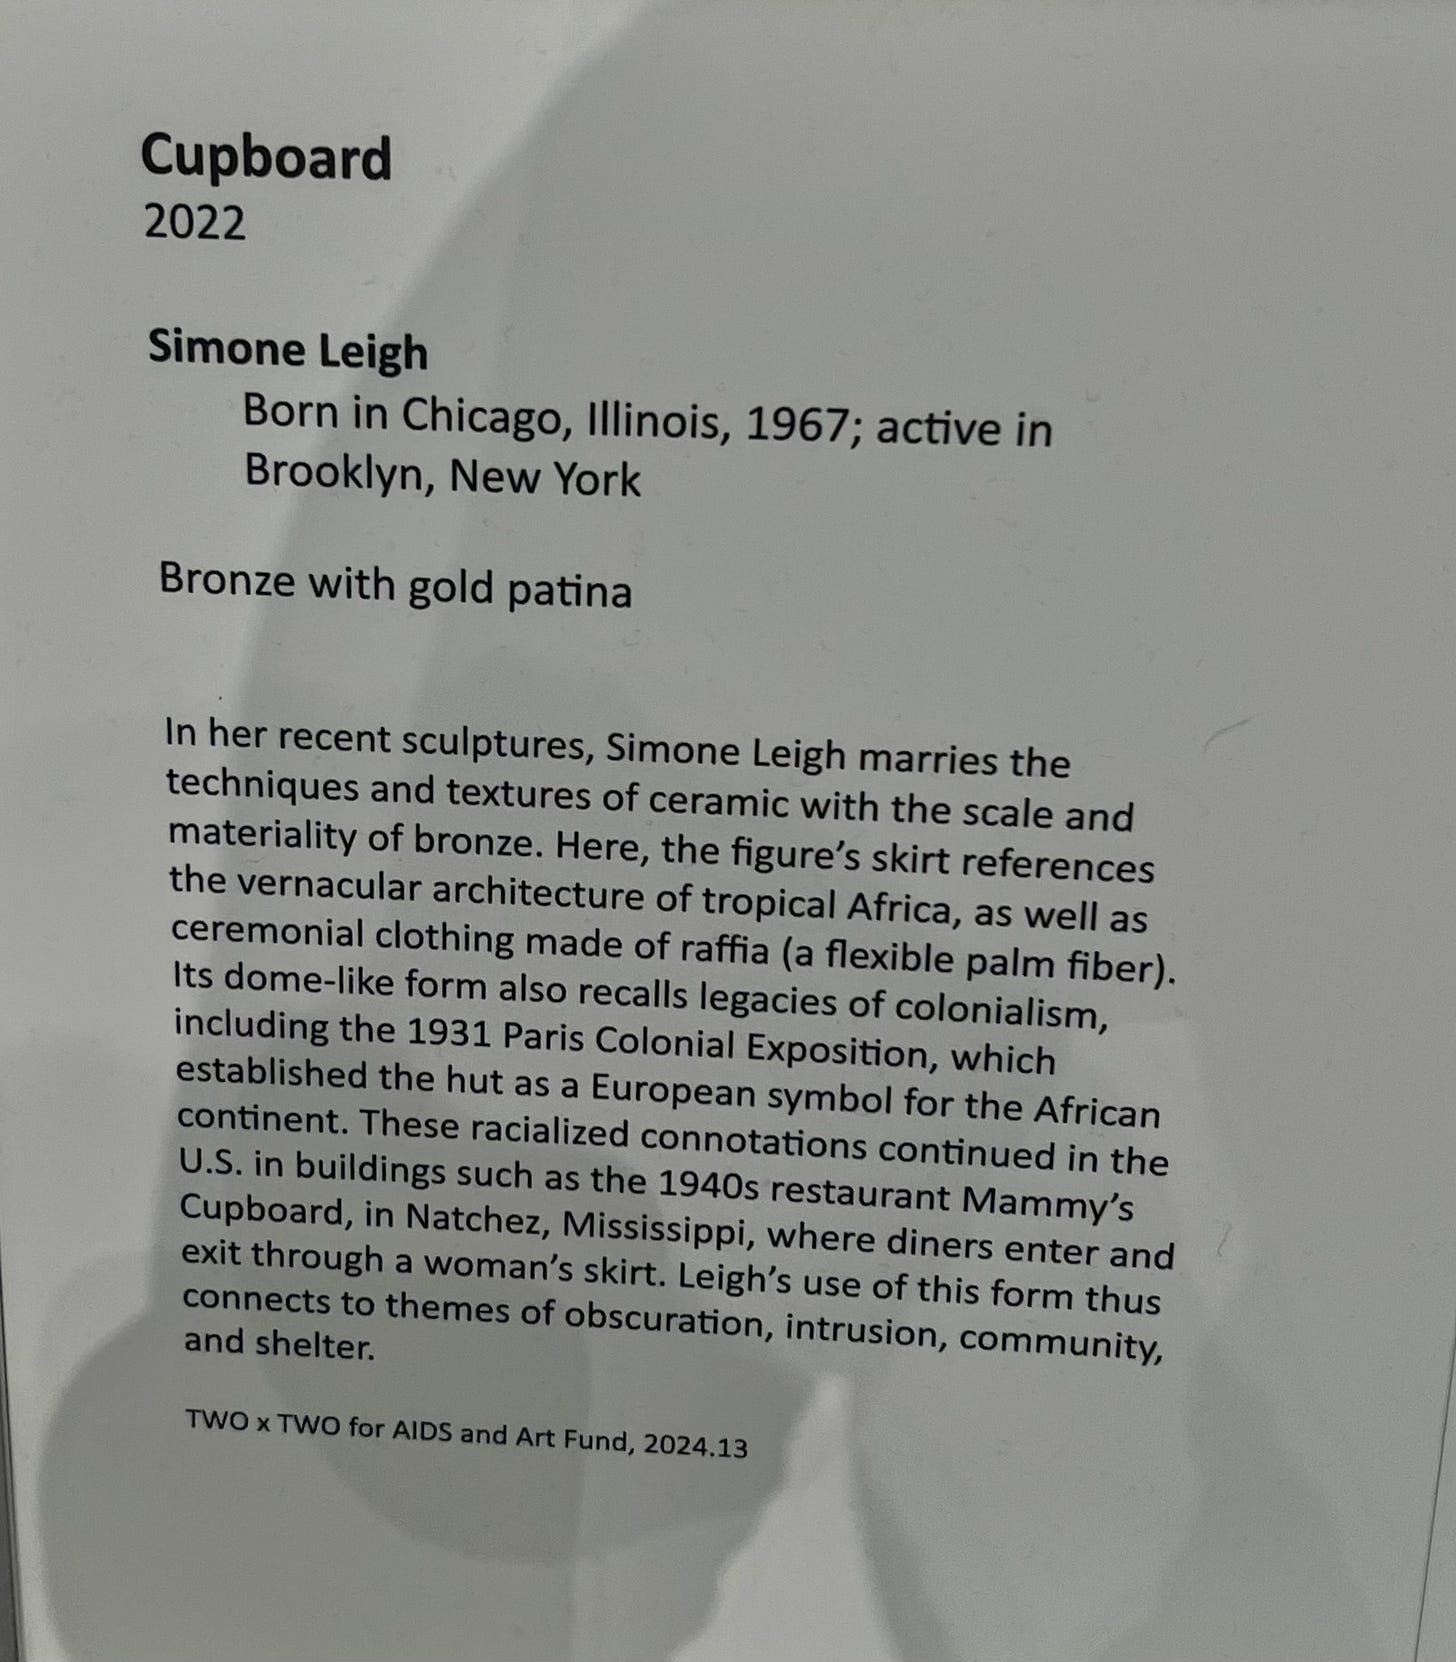 Cupboard
2022
Simone Leigh
Born in Chicago, Illinois, 1967; active in
Brooklyn, New York
Bronze with gold patina
In her recent sculptures, Simone Leigh marries the
techniques and textures of ceramic with the scale and
materiality of bronze. Here, the figure’s skirt references
the vernacular architecture of tropical Africa, as well as
ceremonial clothing made of raffia (a flexible palm fiber).
Its dome-like form also recalls legacies of colonialism,
including the 1931 Paris Colonial Exposition, which
established the hut as a European symbol for the African
continent. These racialized connotations continued in the
U.S. in buildings such as the 1940s restaurant Mammy’s
Cupboard, in Natchez, Mississippi, where diners enter and
exit through a woman’s skirt. Leigh’s use of this form thus
connects to themes of obscuration, intrusion, community,
and shelter.
TWO x TWO for AIDS and Art Fund, 2024.13